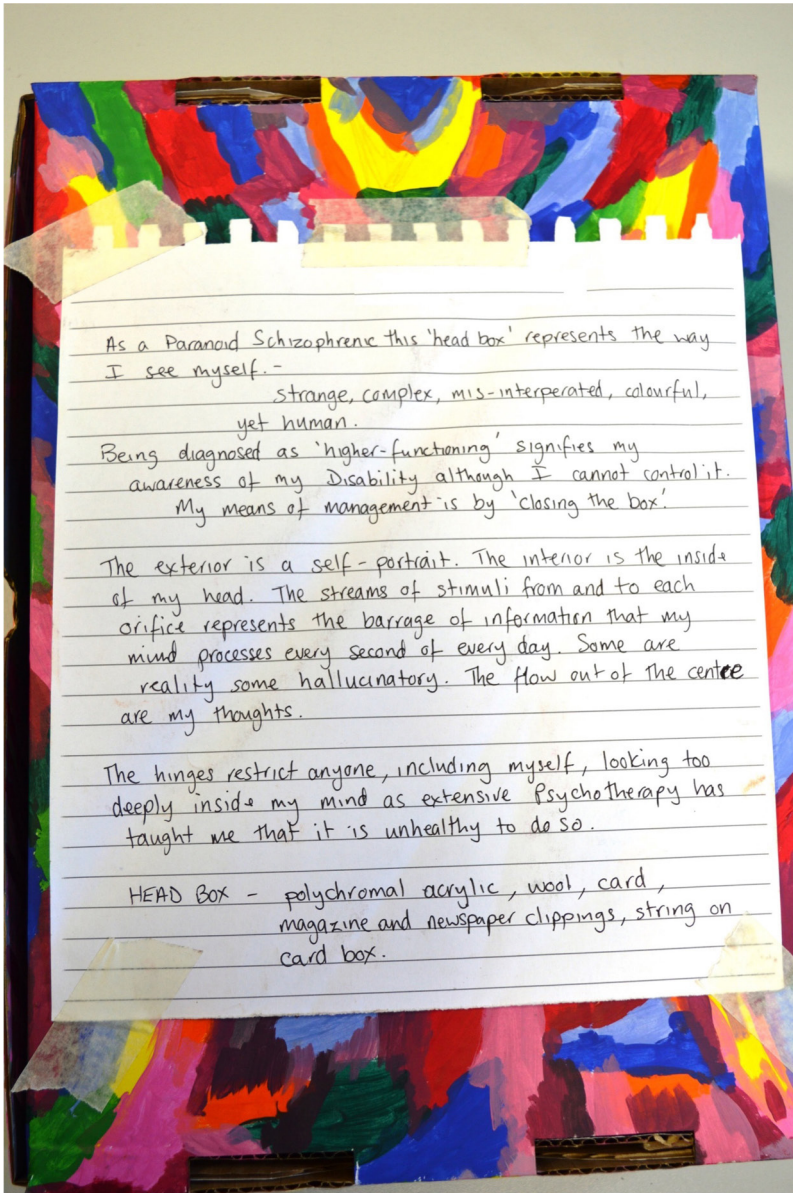 As a Paranoid Schizophrenic this 'head box' represents the way
I see myself. -
strange, complex, mis-interperated, colourful,
yet human.
Being diagnosed as 'higher-functioning' signifies my
awareness of my Disability although I cannot control it.
My means of management is by 'closing the box'.
The exterior is a self-portrait. The interior is the inside
of my head. The streams of stimuli from and to each
orifice represents the barrage of information that my
mind processes every second of every day. Some are
reality some hallucinatory. The flow out of the centre
are my thoughts.
The hinges restrict anyone, including myself, looking too
deeply inside my mind as extensive Psychotherapy has
taught me that it is unhealthy to do so.
HEAD BOX - polychromal acrylic, wool, card,
magazine and newspaper clippings, string on
card box.